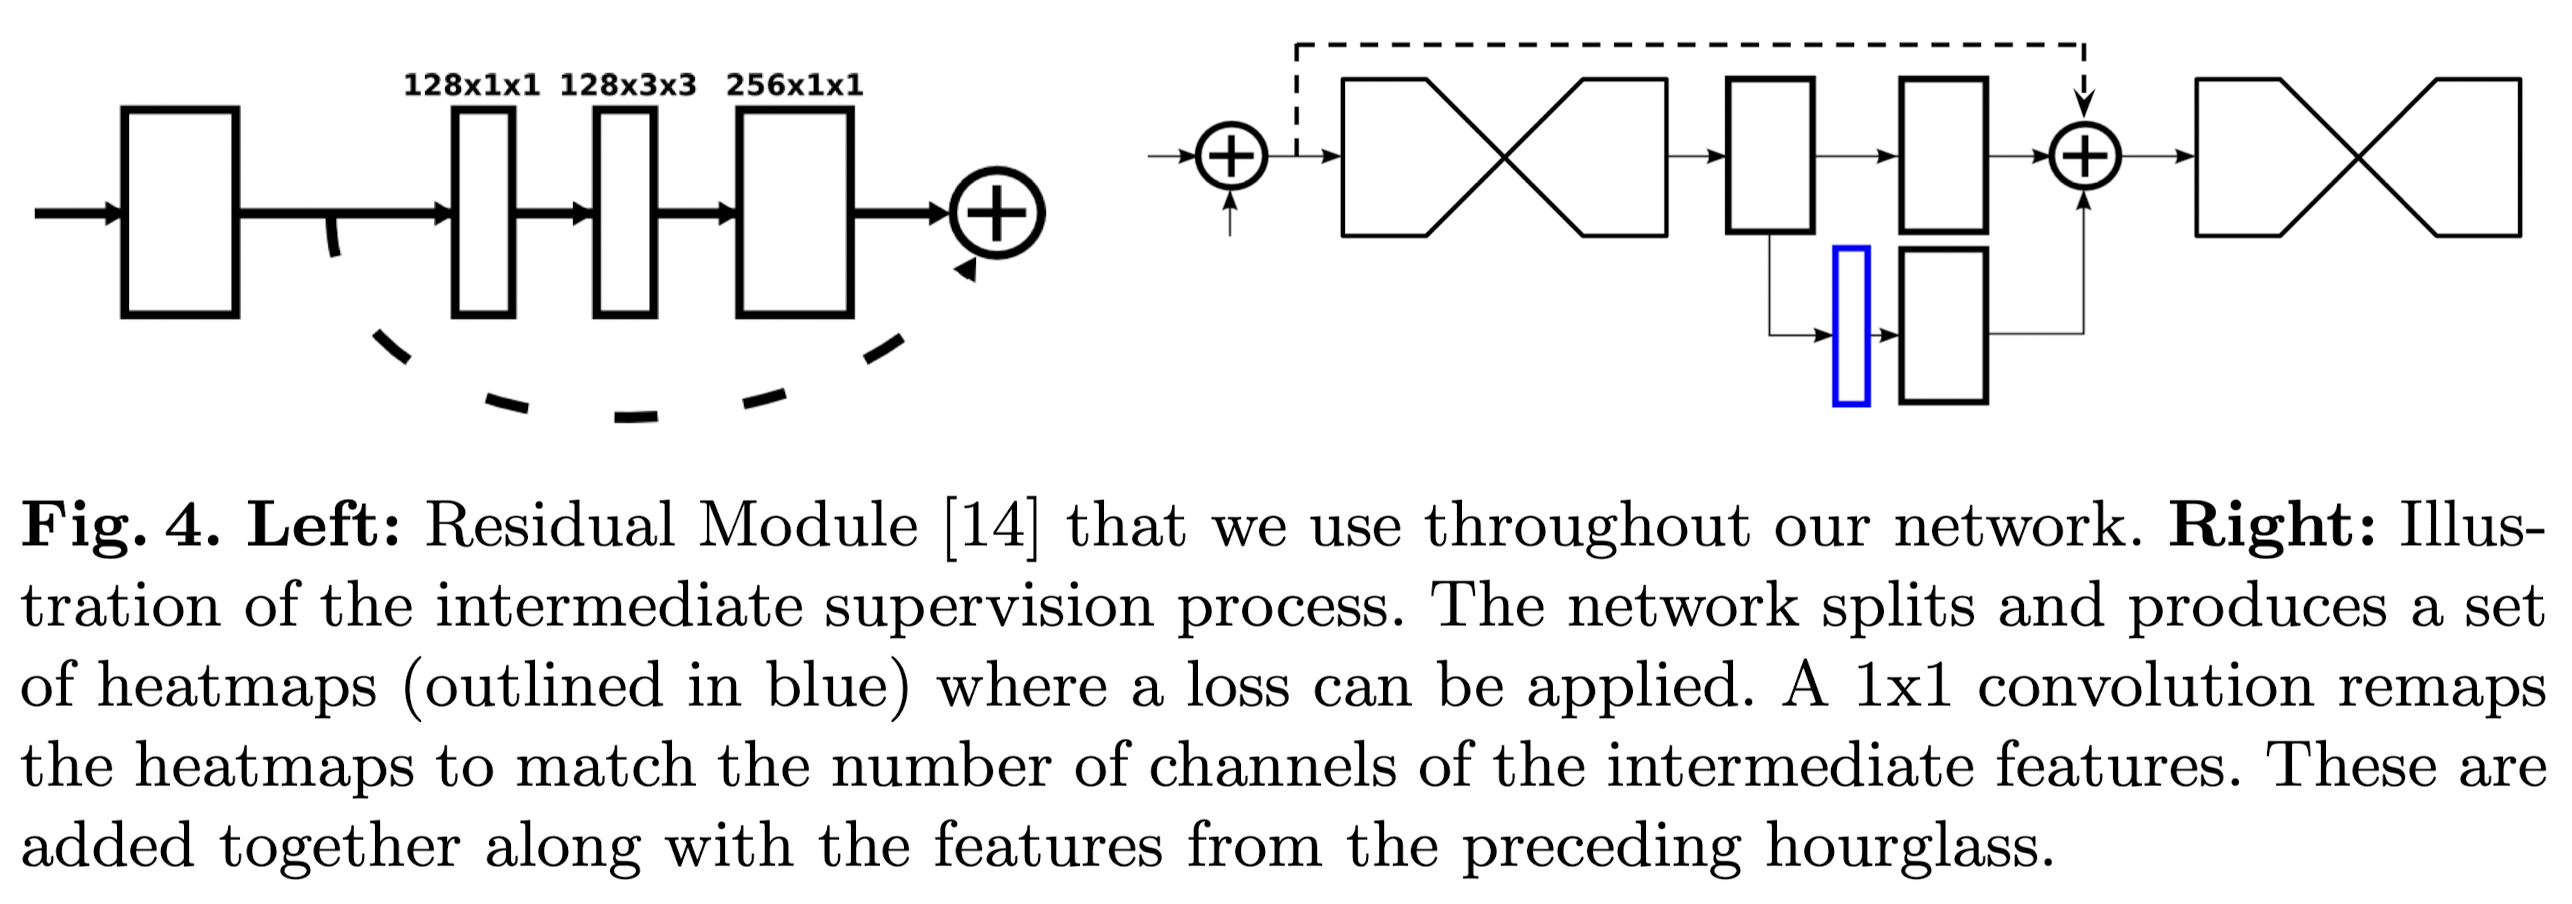 128x1x1 128x3x3 256x1x1
Fig. 4. Left: Residual Module [14] that we use throughout our network. Right: Illus-
tration of the intermediate supervision process. The network splits and produces a set
of heatmaps (outlined in blue) where a loss can be applied. A 1x1 convolution remaps
the heatmaps to match the number of channels of the intermediate features. These are
added together along with the features from the preceding hourglass.